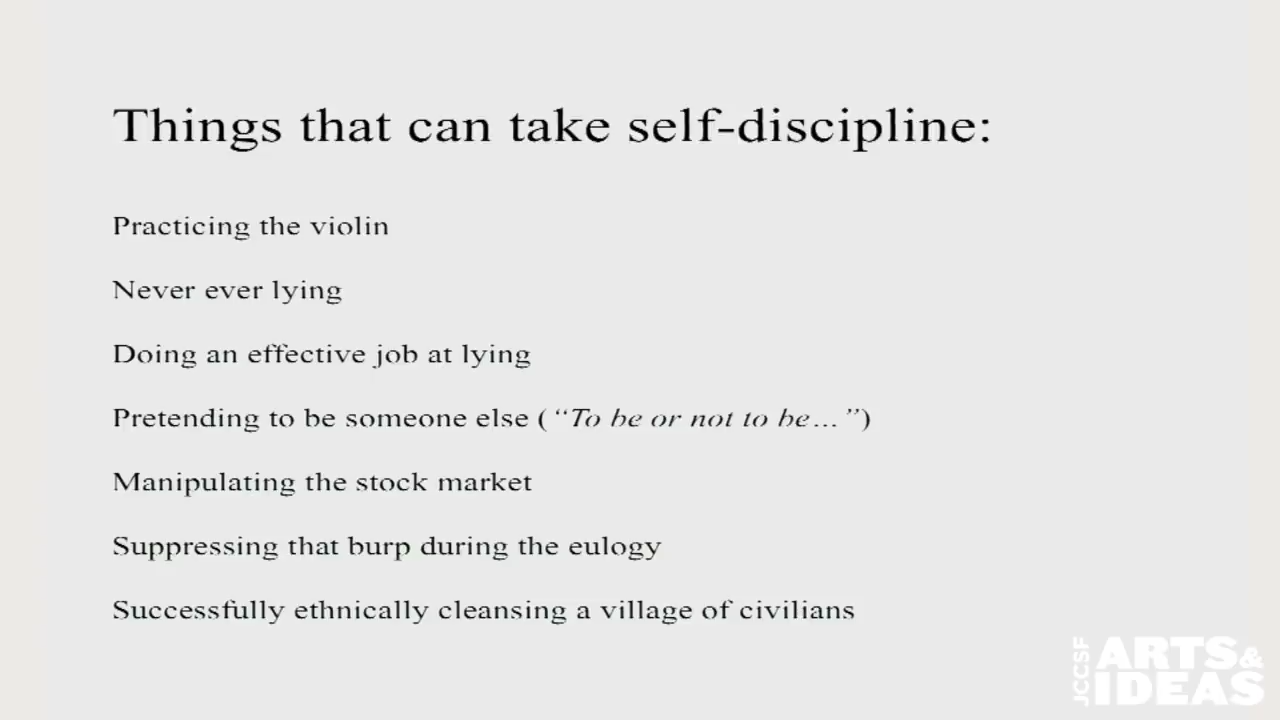 Things that can take self-discipline:
Practicing the violin
Never ever lying
Doing an effective job at lying
Pretending to be someone else (“To be or not to be…”)
Manipulating the stock market
Suppressing that burp during the eulogy
Successfully ethnically cleansing a village of civilians
JCCSF
ARTS&
IDEAS